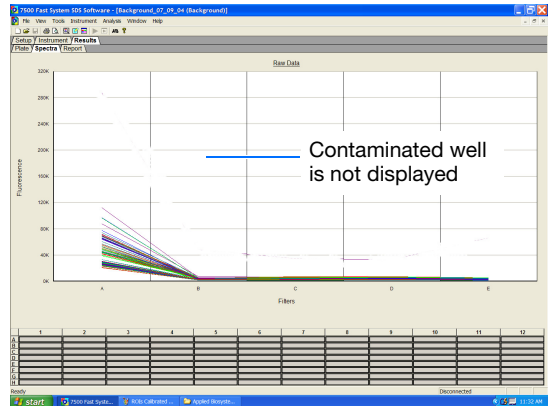 7500 Fast System SDS Software - [Background_07_09_04 (Background)]
File View Tools Instrument Analysis Window Help
Setup Instrument Results
Plate Spectra Report
Raw Data
320K
280K
240K
200K
160K
120K
80K
40K
0K
Fluorescence
Contaminated well
is not displayed
A B C D E
Filters
1 2 3 4 5 6 7 8 9 10 11 12
A
B
C
D
E
F
G
H
Ready Disconnected
start 7500 Fast Syste... ROIs Calibrated ... Applied Biosyste... 11:32 AM